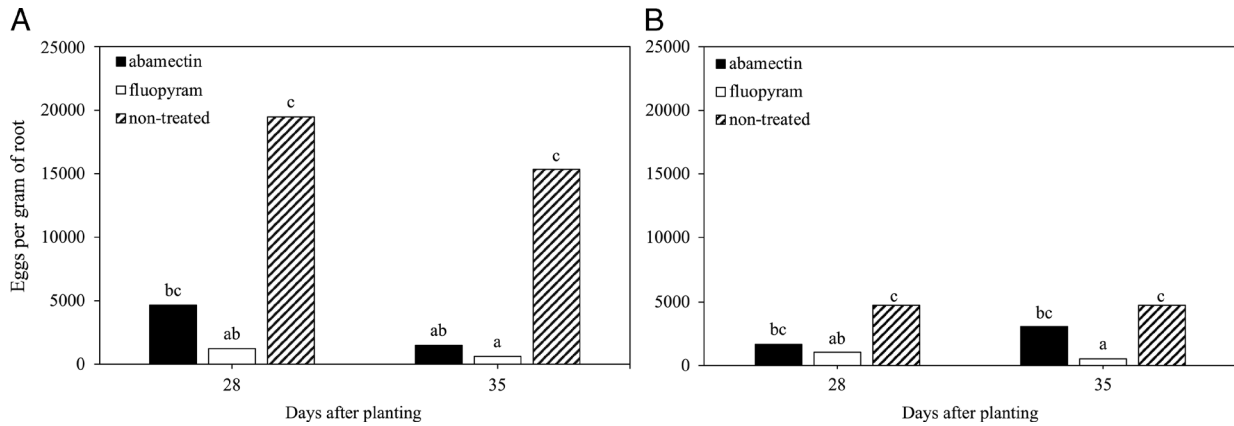 A
25000
20000
15000
10000
5000
0
Eggs per gram of root
abamectin
fluopyram
non-treated
bc
ab
c
ab
a
c
28
35
Days after planting
B
25000
20000
15000
10000
5000
0
abamectin
fluopyram
non-treated
bc
ab
c
bc
a
c
28
35
Days after planting